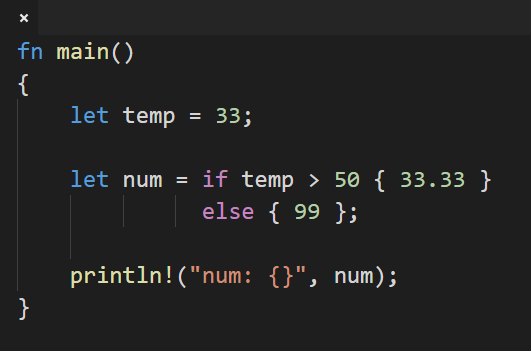 fn main()
{
    let temp = 33;
    let num = if temp > 50 { 33.33 }
              else { 99 };
    println!("num: {}", num);
}